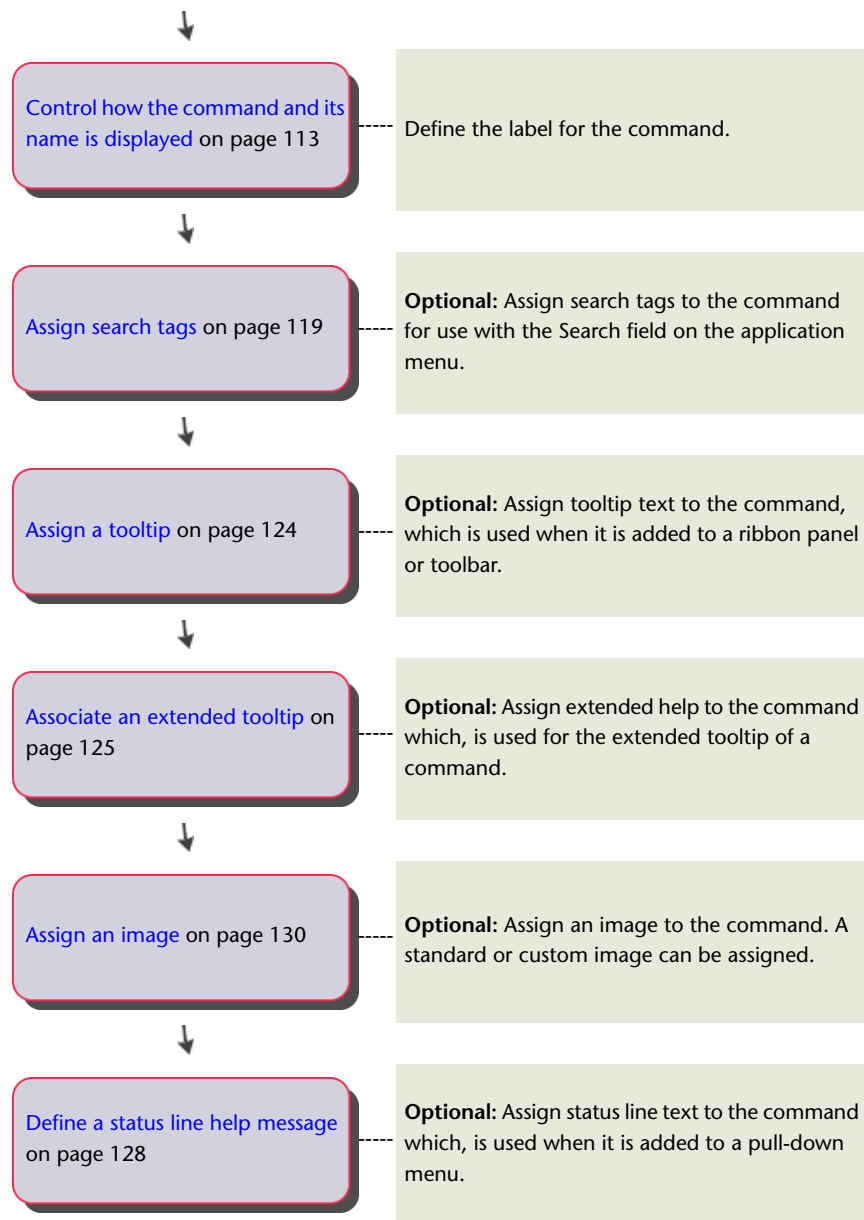 Control how the command and its
name is displayed on page 113
Define the label for the command.
Assign search tags on page 119
Optional: Assign search tags to the command
for use with the Search field on the application
menu.
Assign a tooltip on page 124
Optional: Assign tooltip text to the command,
which is used when it is added to a ribbon panel
or toolbar.
Associate an extended tooltip on
page 125
Optional: Assign extended help to the command
which, is used for the extended tooltip of a
command.
Assign an image on page 130
Optional: Assign an image to the command. A
standard or custom image can be assigned.
Define a status line help message
on page 128
Optional: Assign status line text to the command
which, is used when it is added to a pull-down
menu.